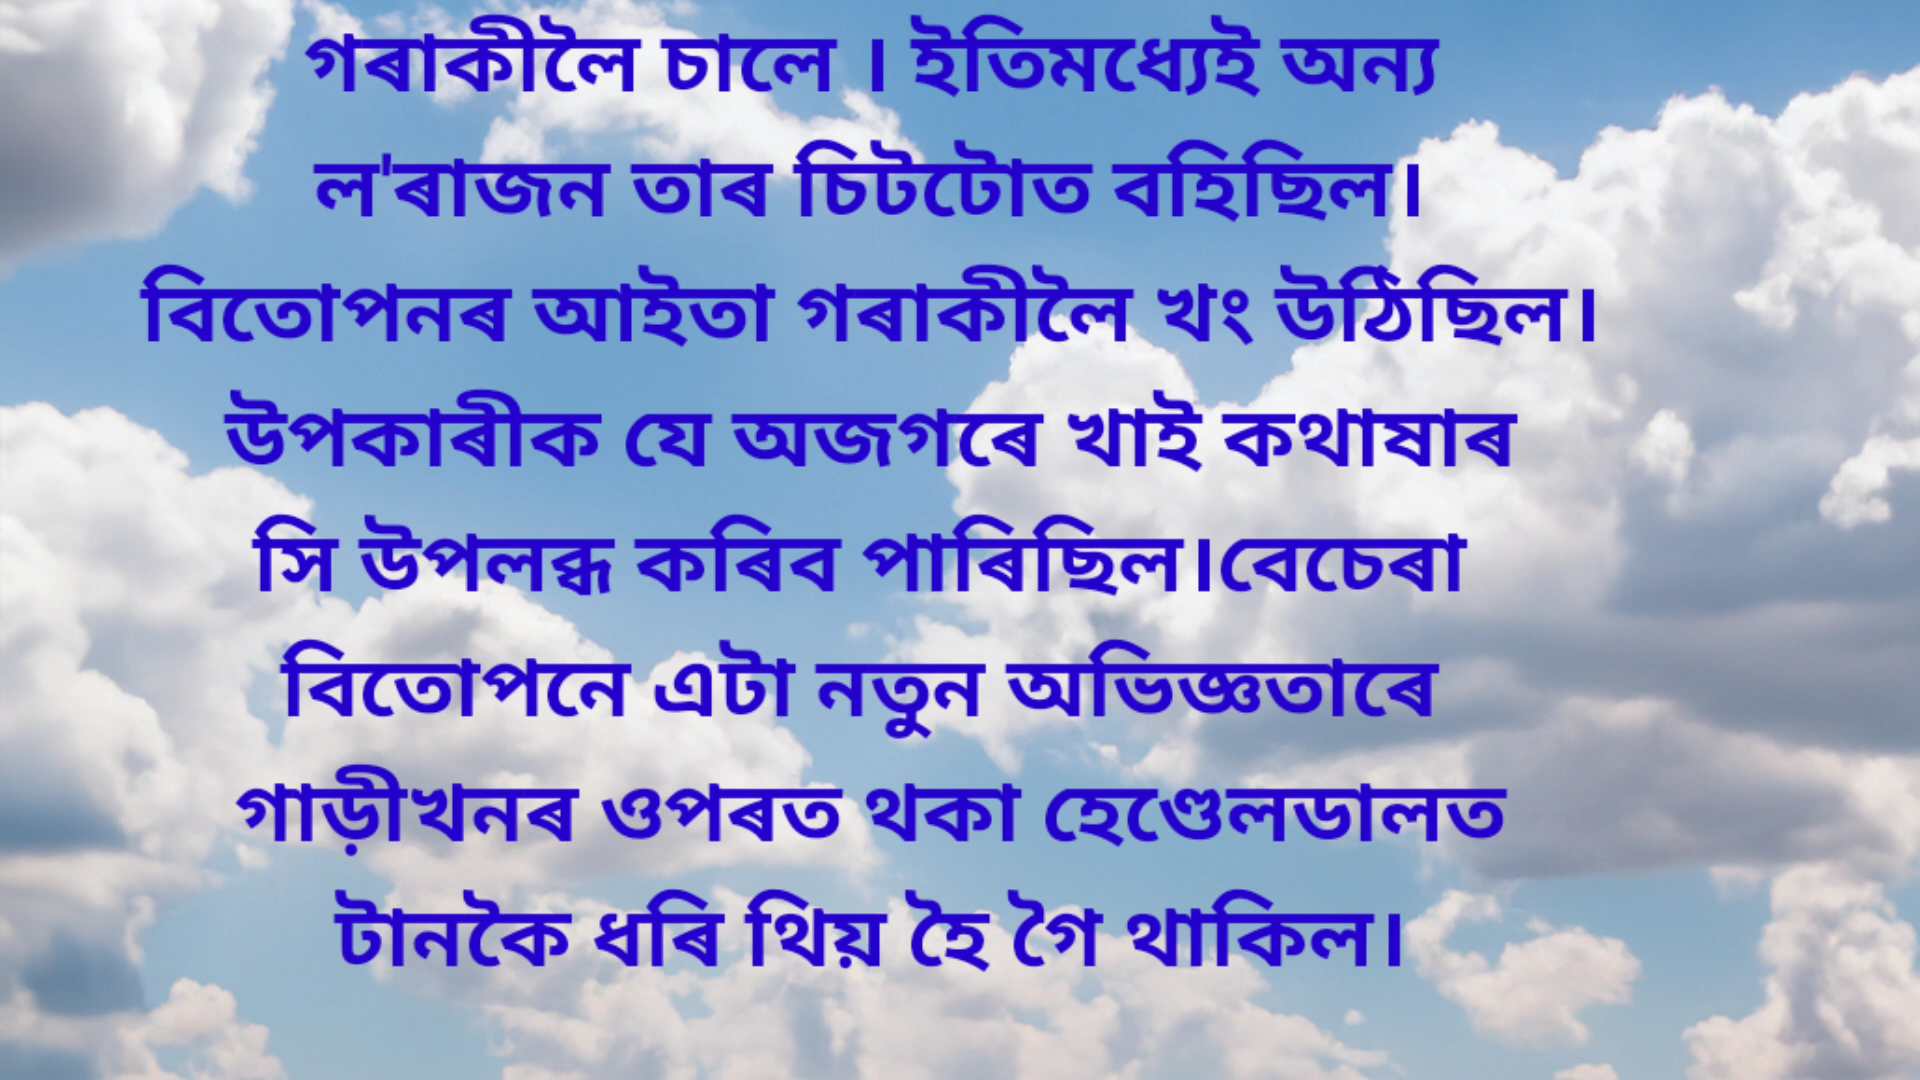 গৰাকীলৈ চালে । ইতিমধ্যেই অন্য
ল'ৰাজন তাৰ চিটটোত বহিছিল।
বিতোপনৰ আইতা গৰাকীলৈ খং উঠিছিল।
উপকাৰীক যে অজগৰে খাই কথাষাৰ
সি উপলব্ধ কৰিব পাৰিছিল।বেচেৰা
বিতোপনে এটা নতুন অভিজ্ঞতাৰে
গাড়ীখনৰ ওপৰত থকা হেণ্ডেলডালত
টানকৈ ধৰি থিয় হৈ গৈ থাকিল।